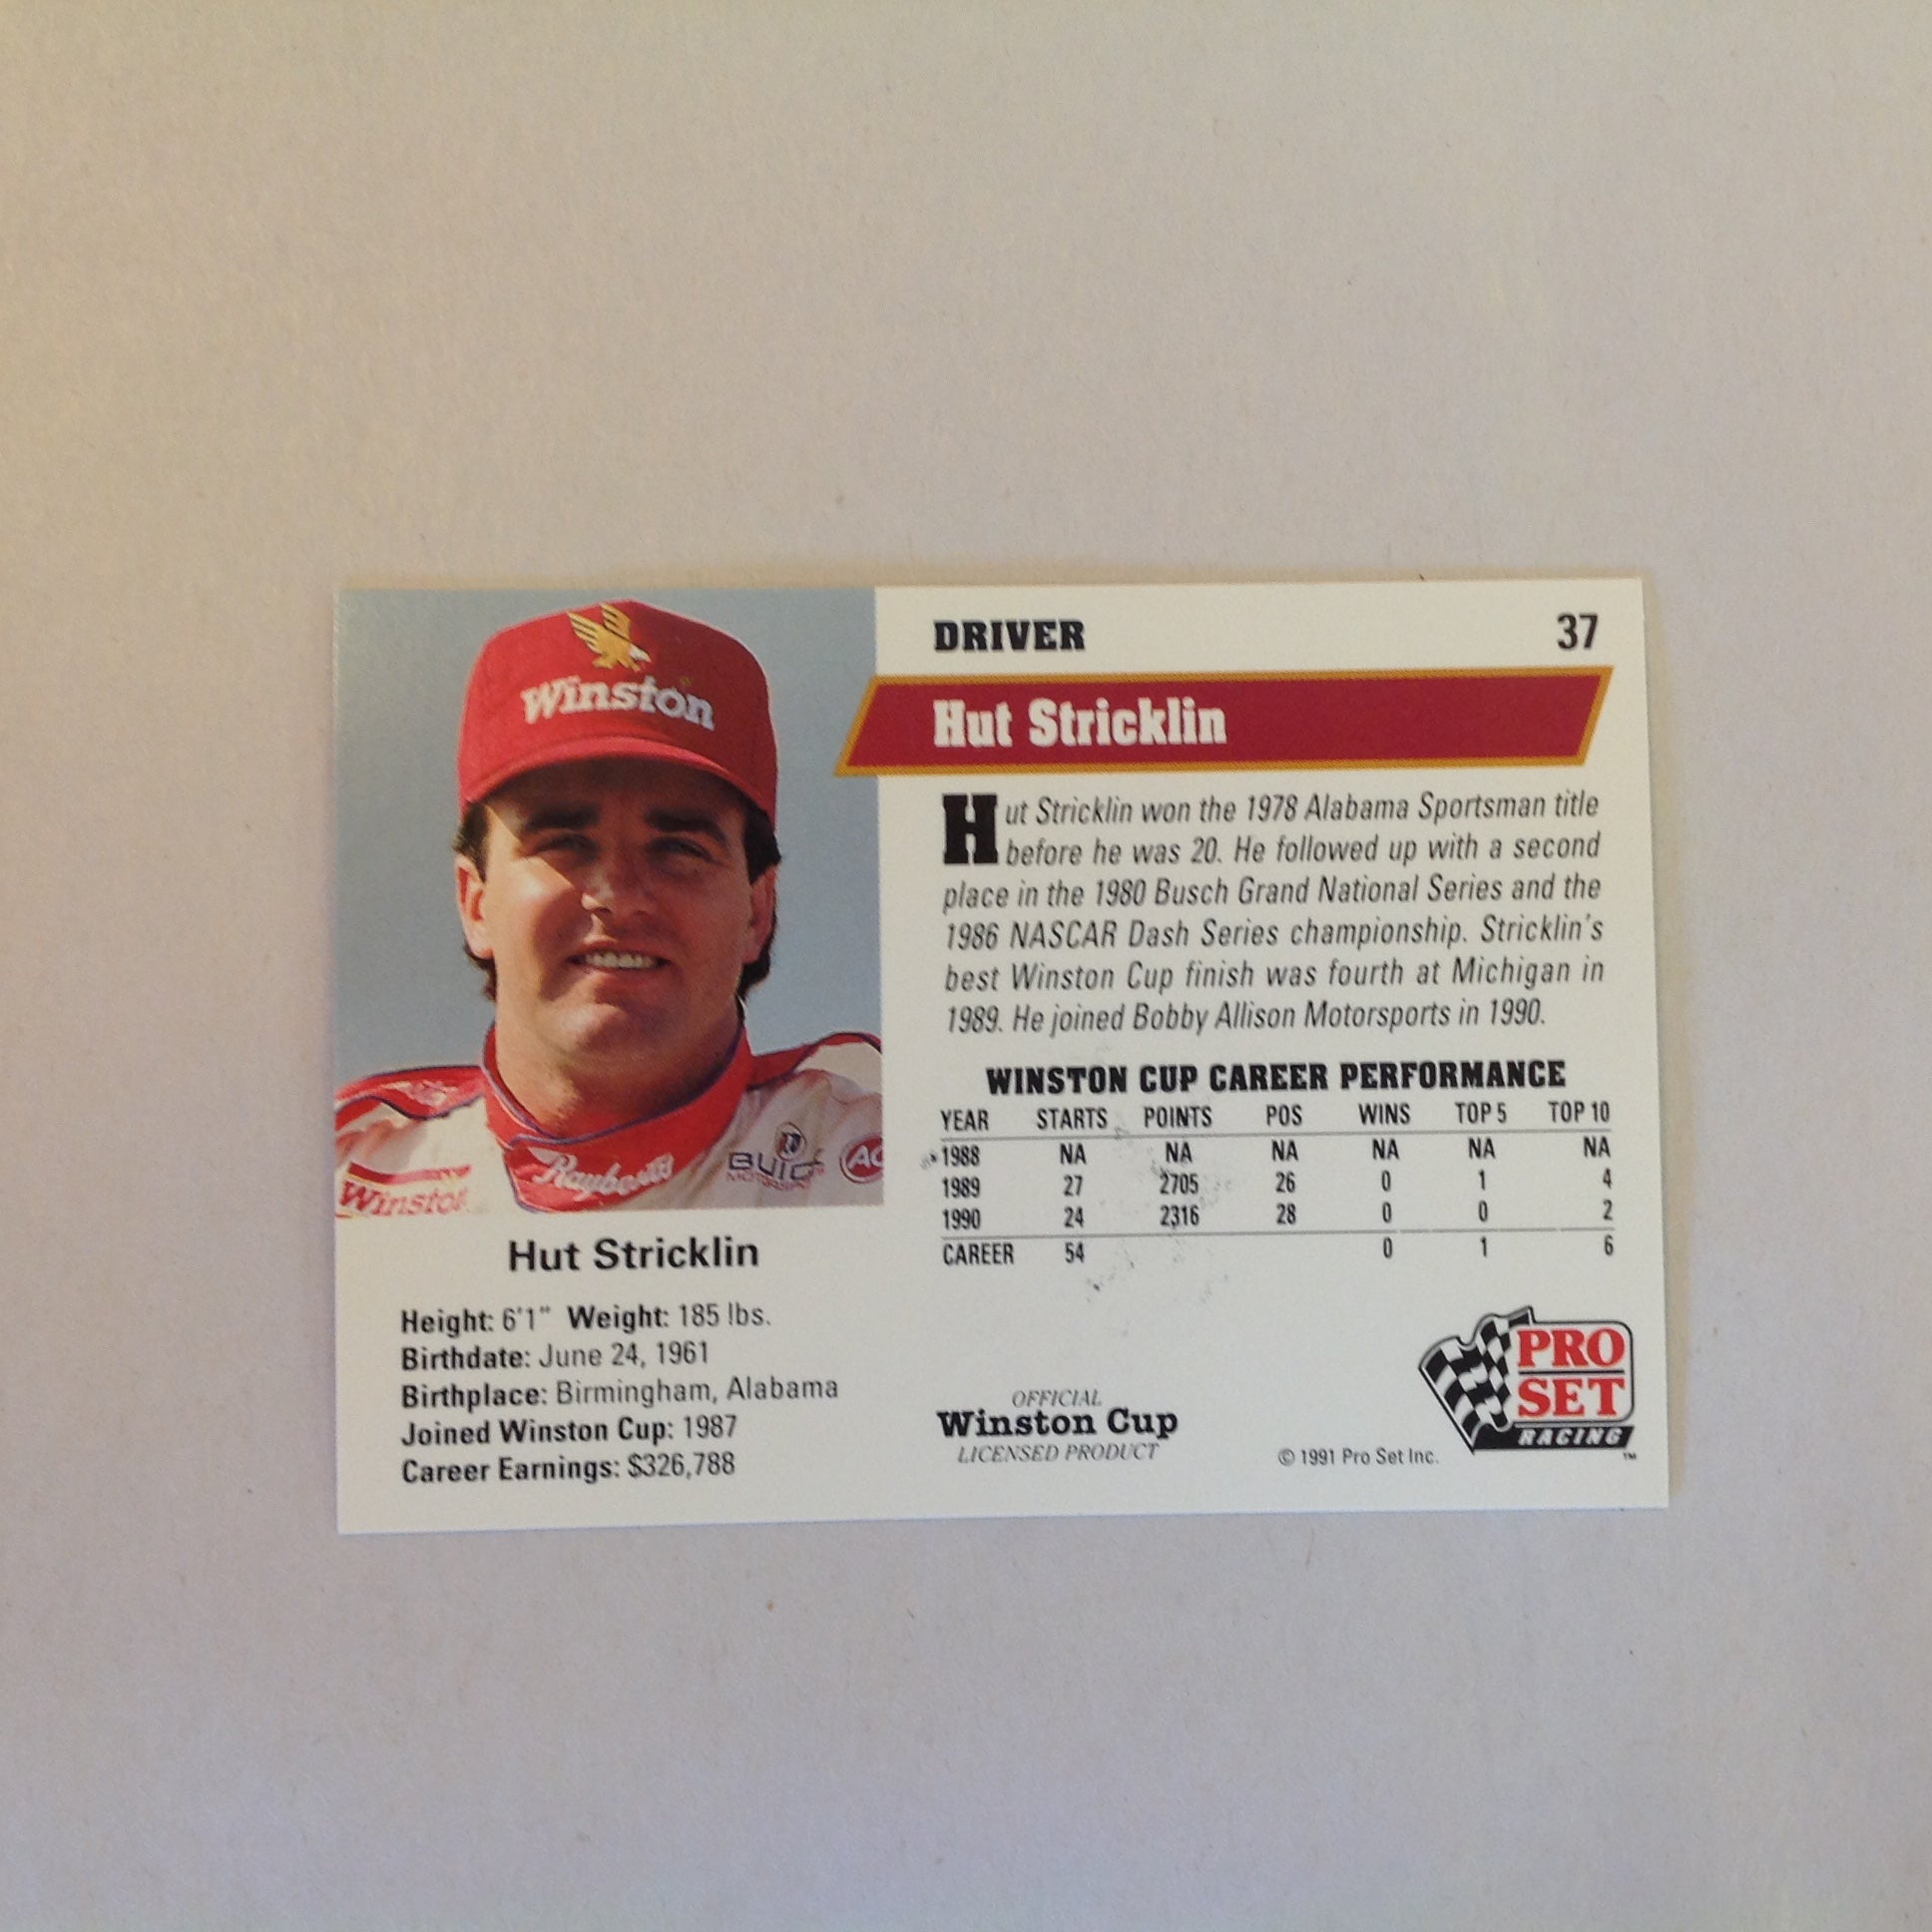 Winston
Winston
Raybestos
BUICK
AC
Hut Stricklin
Height: 6'1" Weight: 185 lbs.
Birthdate: June 24, 1961
Birthplace: Birmingham, Alabama
Joined Winston Cup: 1987
Career Earnings: $326,788
DRIVER 37
Hut Stricklin
Hut Stricklin won the 1978 Alabama Sportsman title
before he was 20. He followed up with a second
place in the 1980 Busch Grand National Series and the
1986 NASCAR Dash Series championship. Stricklin's
best Winston Cup finish was fourth at Michigan in
1989. He joined Bobby Allison Motorsports in 1990.
WINSTON CUP CAREER PERFORMANCE
YEAR STARTS POINTS POS WINS TOP 5 TOP 10
1988 NA NA NA NA NA NA
1989 27 2705 26 0 1 4
1990 24 2316 28 0 0 2
CAREER 54 0 1 6
OFFICIAL
Winston Cup
LICENSED PRODUCT
© 1991 Pro Set Inc.
PRO
SET
RACING
TM